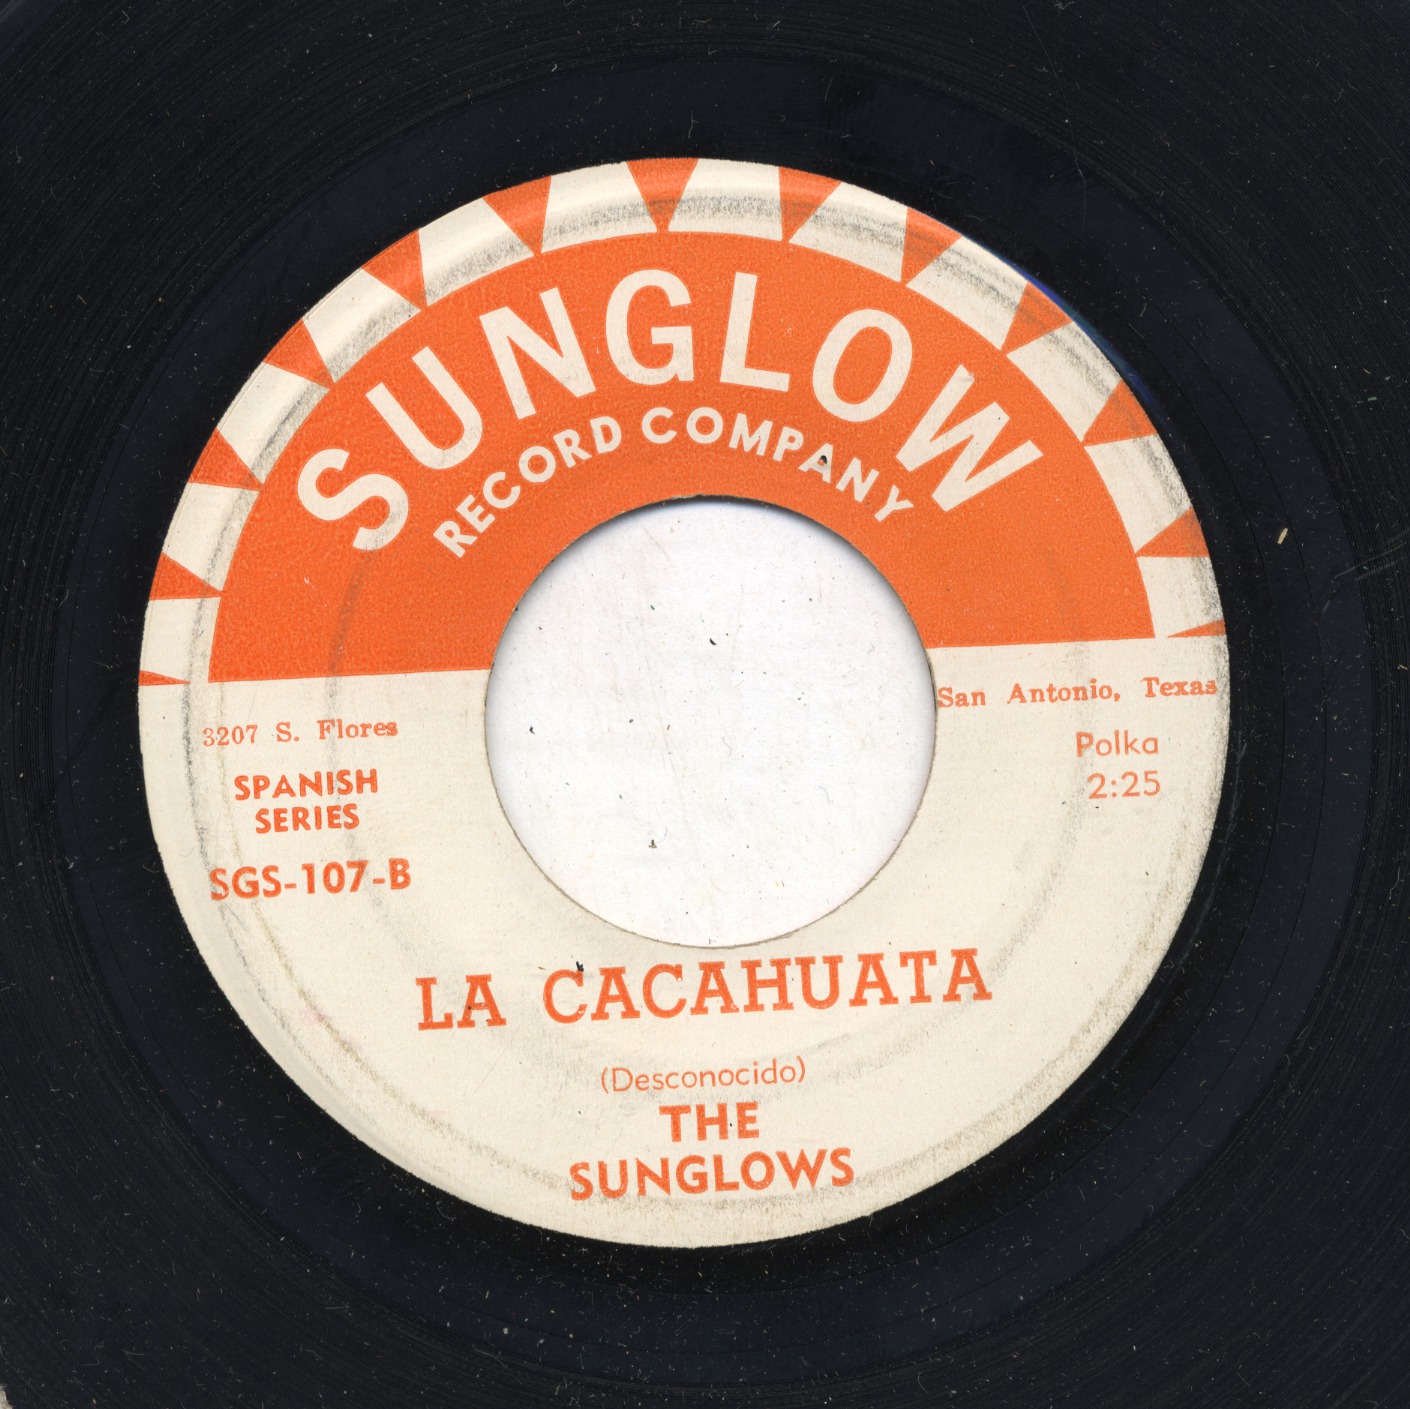 SUNGLOW
RECORD COMPANY
3207 S. Flores
San Antonio, Texas
SPANISH
SERIES
SGS-107-B
Polka
2:25
LA CACAHUATA
(Desconocido)
THE
SUNGLOWS